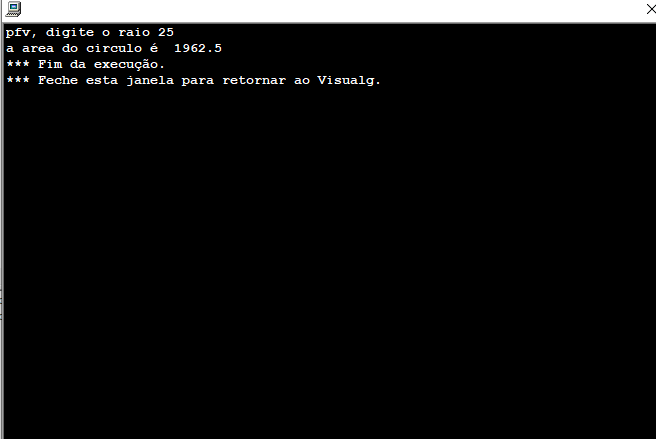 pfv, digite o raio 25
a area do circulo é  1962.5
*** Fim da execução.
*** Feche esta janela para retornar ao Visualg.